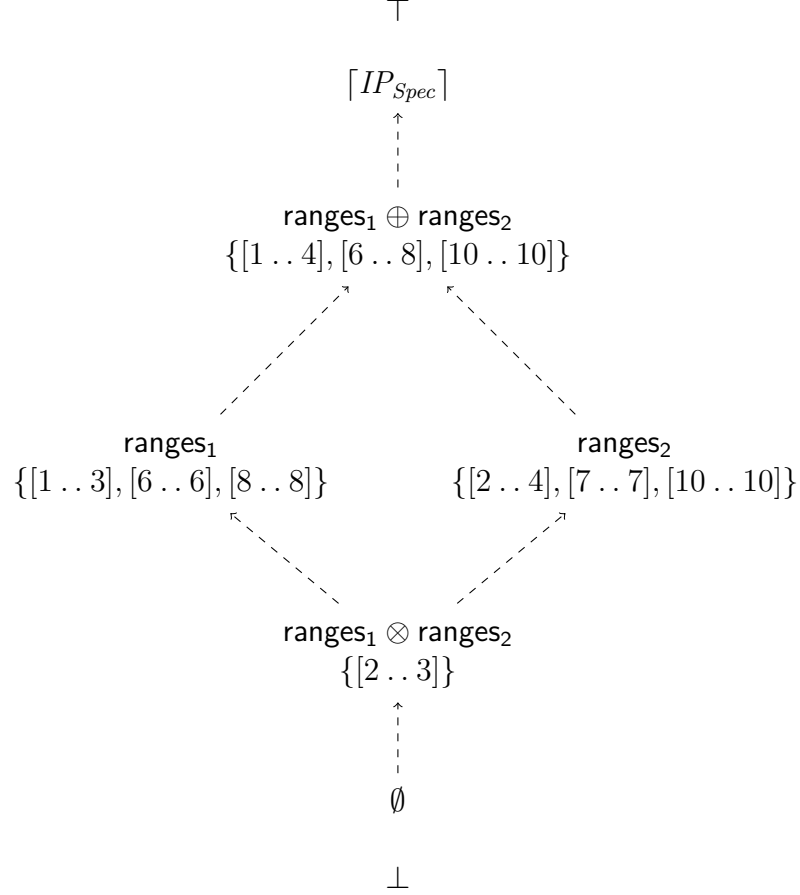 ⊤
⌈IP_Spec⌉
ranges₁ ⊕ ranges₂
{[1 . . 4], [6 . . 8], [10 . . 10]}
ranges₁
{[1 . . 3], [6 . . 6], [8 . . 8]}
ranges₂
{[2 . . 4], [7 . . 7], [10 . . 10]}
ranges₁ ⊗ ranges₂
{[2 . . 3]}
∅
⊥